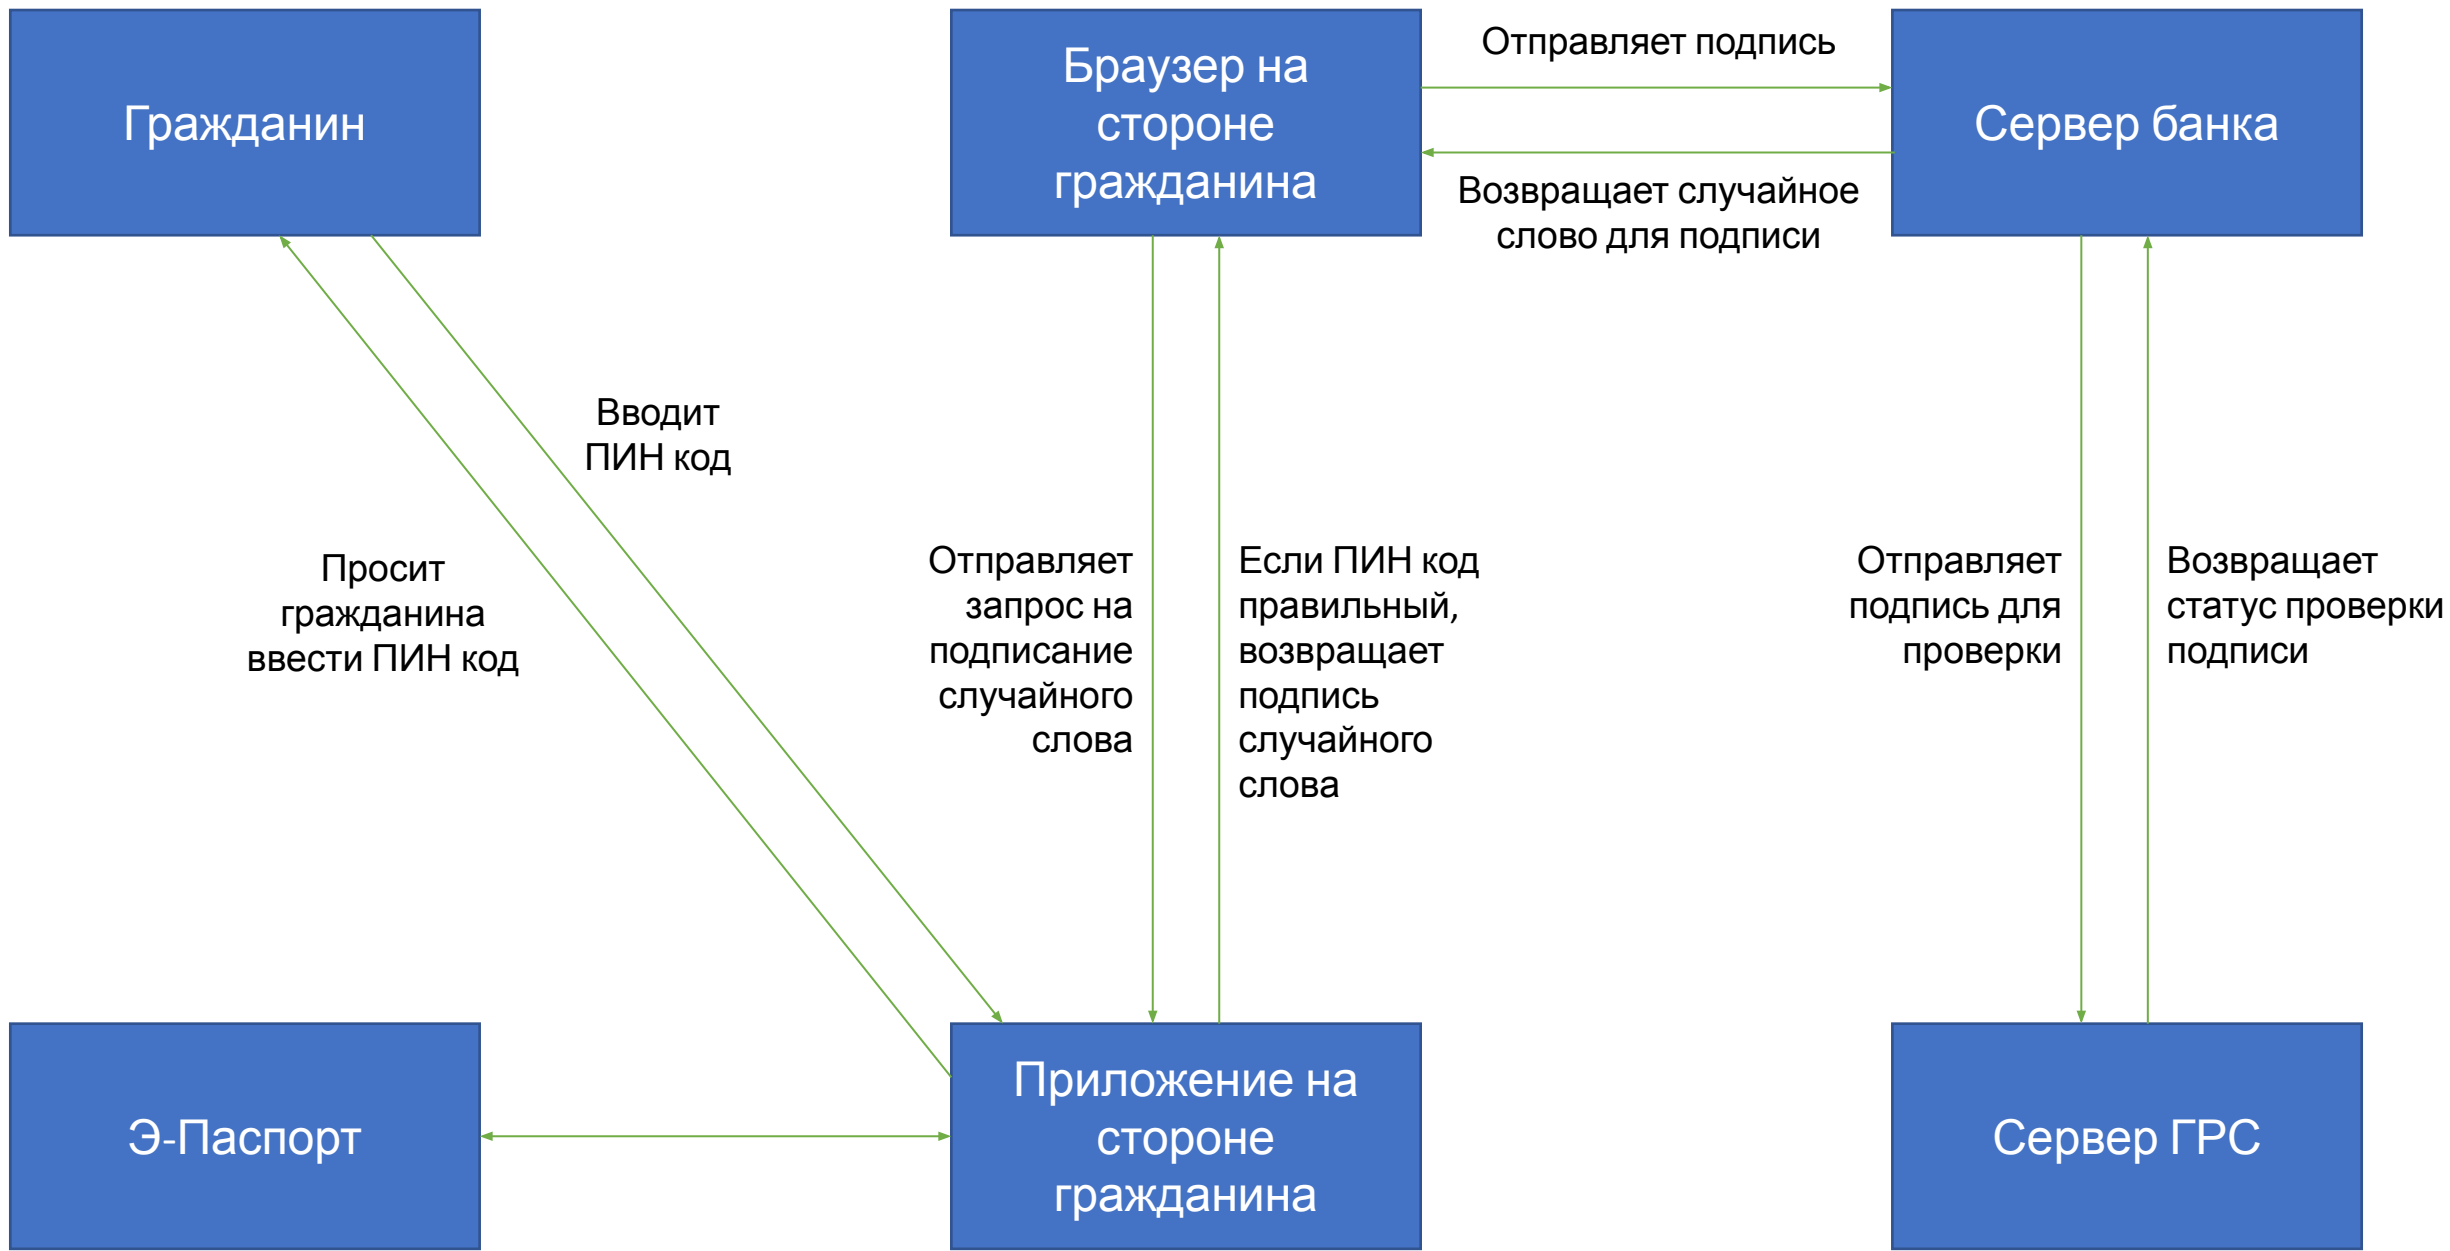 Гражданин
Браузер на
стороне
гражданина
Отправляет подпись
Сервер банка
Возвращает случайное
слово для подписи
Вводит
ПИН код
Просит
гражданина
ввести ПИН код
Отправляет
запрос на
подписание
случайного
слова
Если ПИН код
правильный,
возвращает
подпись
случайного
слова
Отправляет
подпись для
проверки
Возвращает
статус проверки
подписи
Э-Паспорт
Приложение на
стороне
гражданина
Сервер ГРС